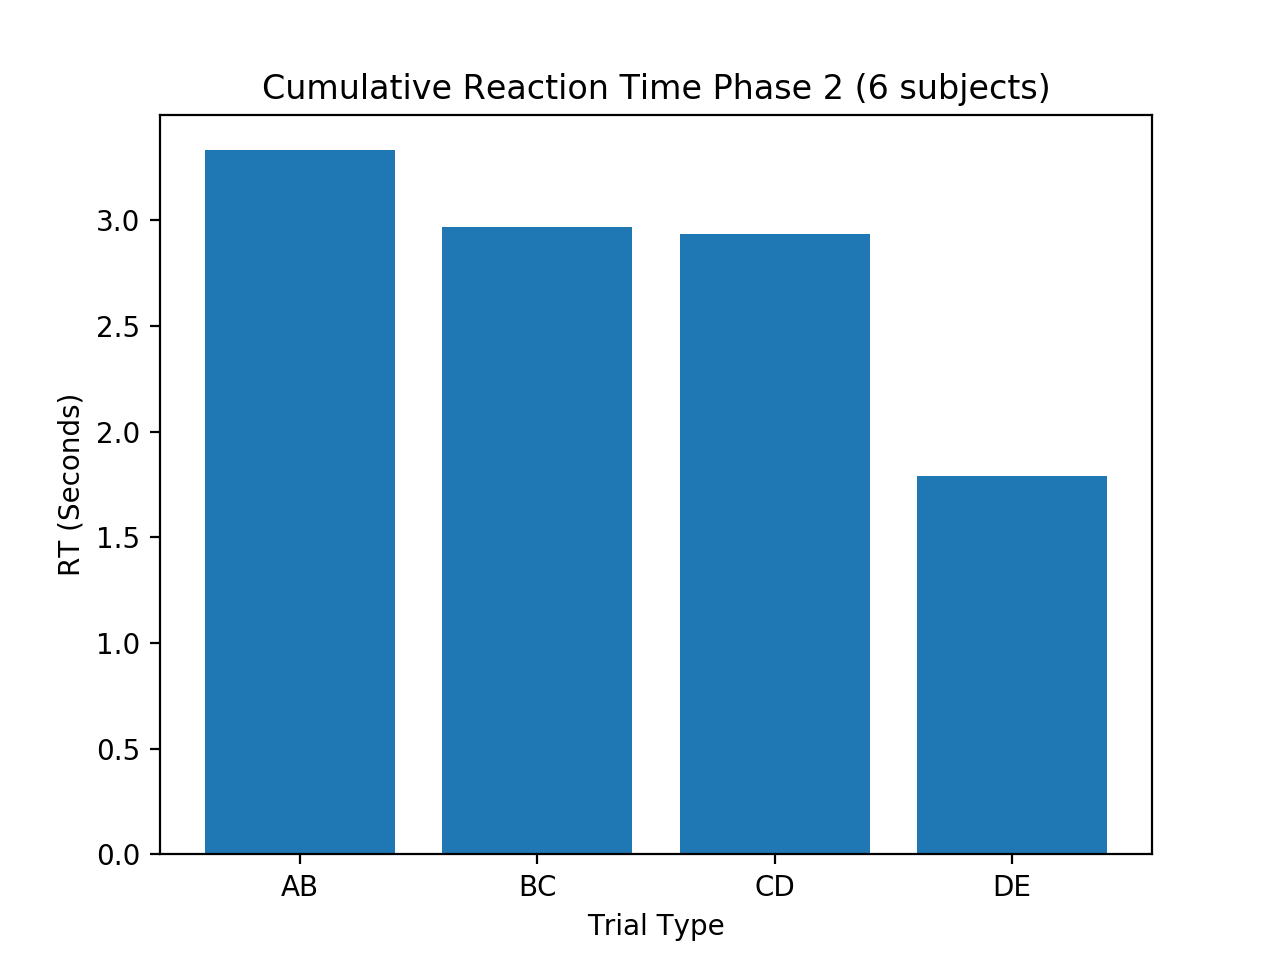 Cumulative Reaction Time Phase 2 (6 subjects)
3.0
2.5
2.0
1.5
1.0
0.5
0.0
RT (Seconds)
AB BC CD DE
Trial Type